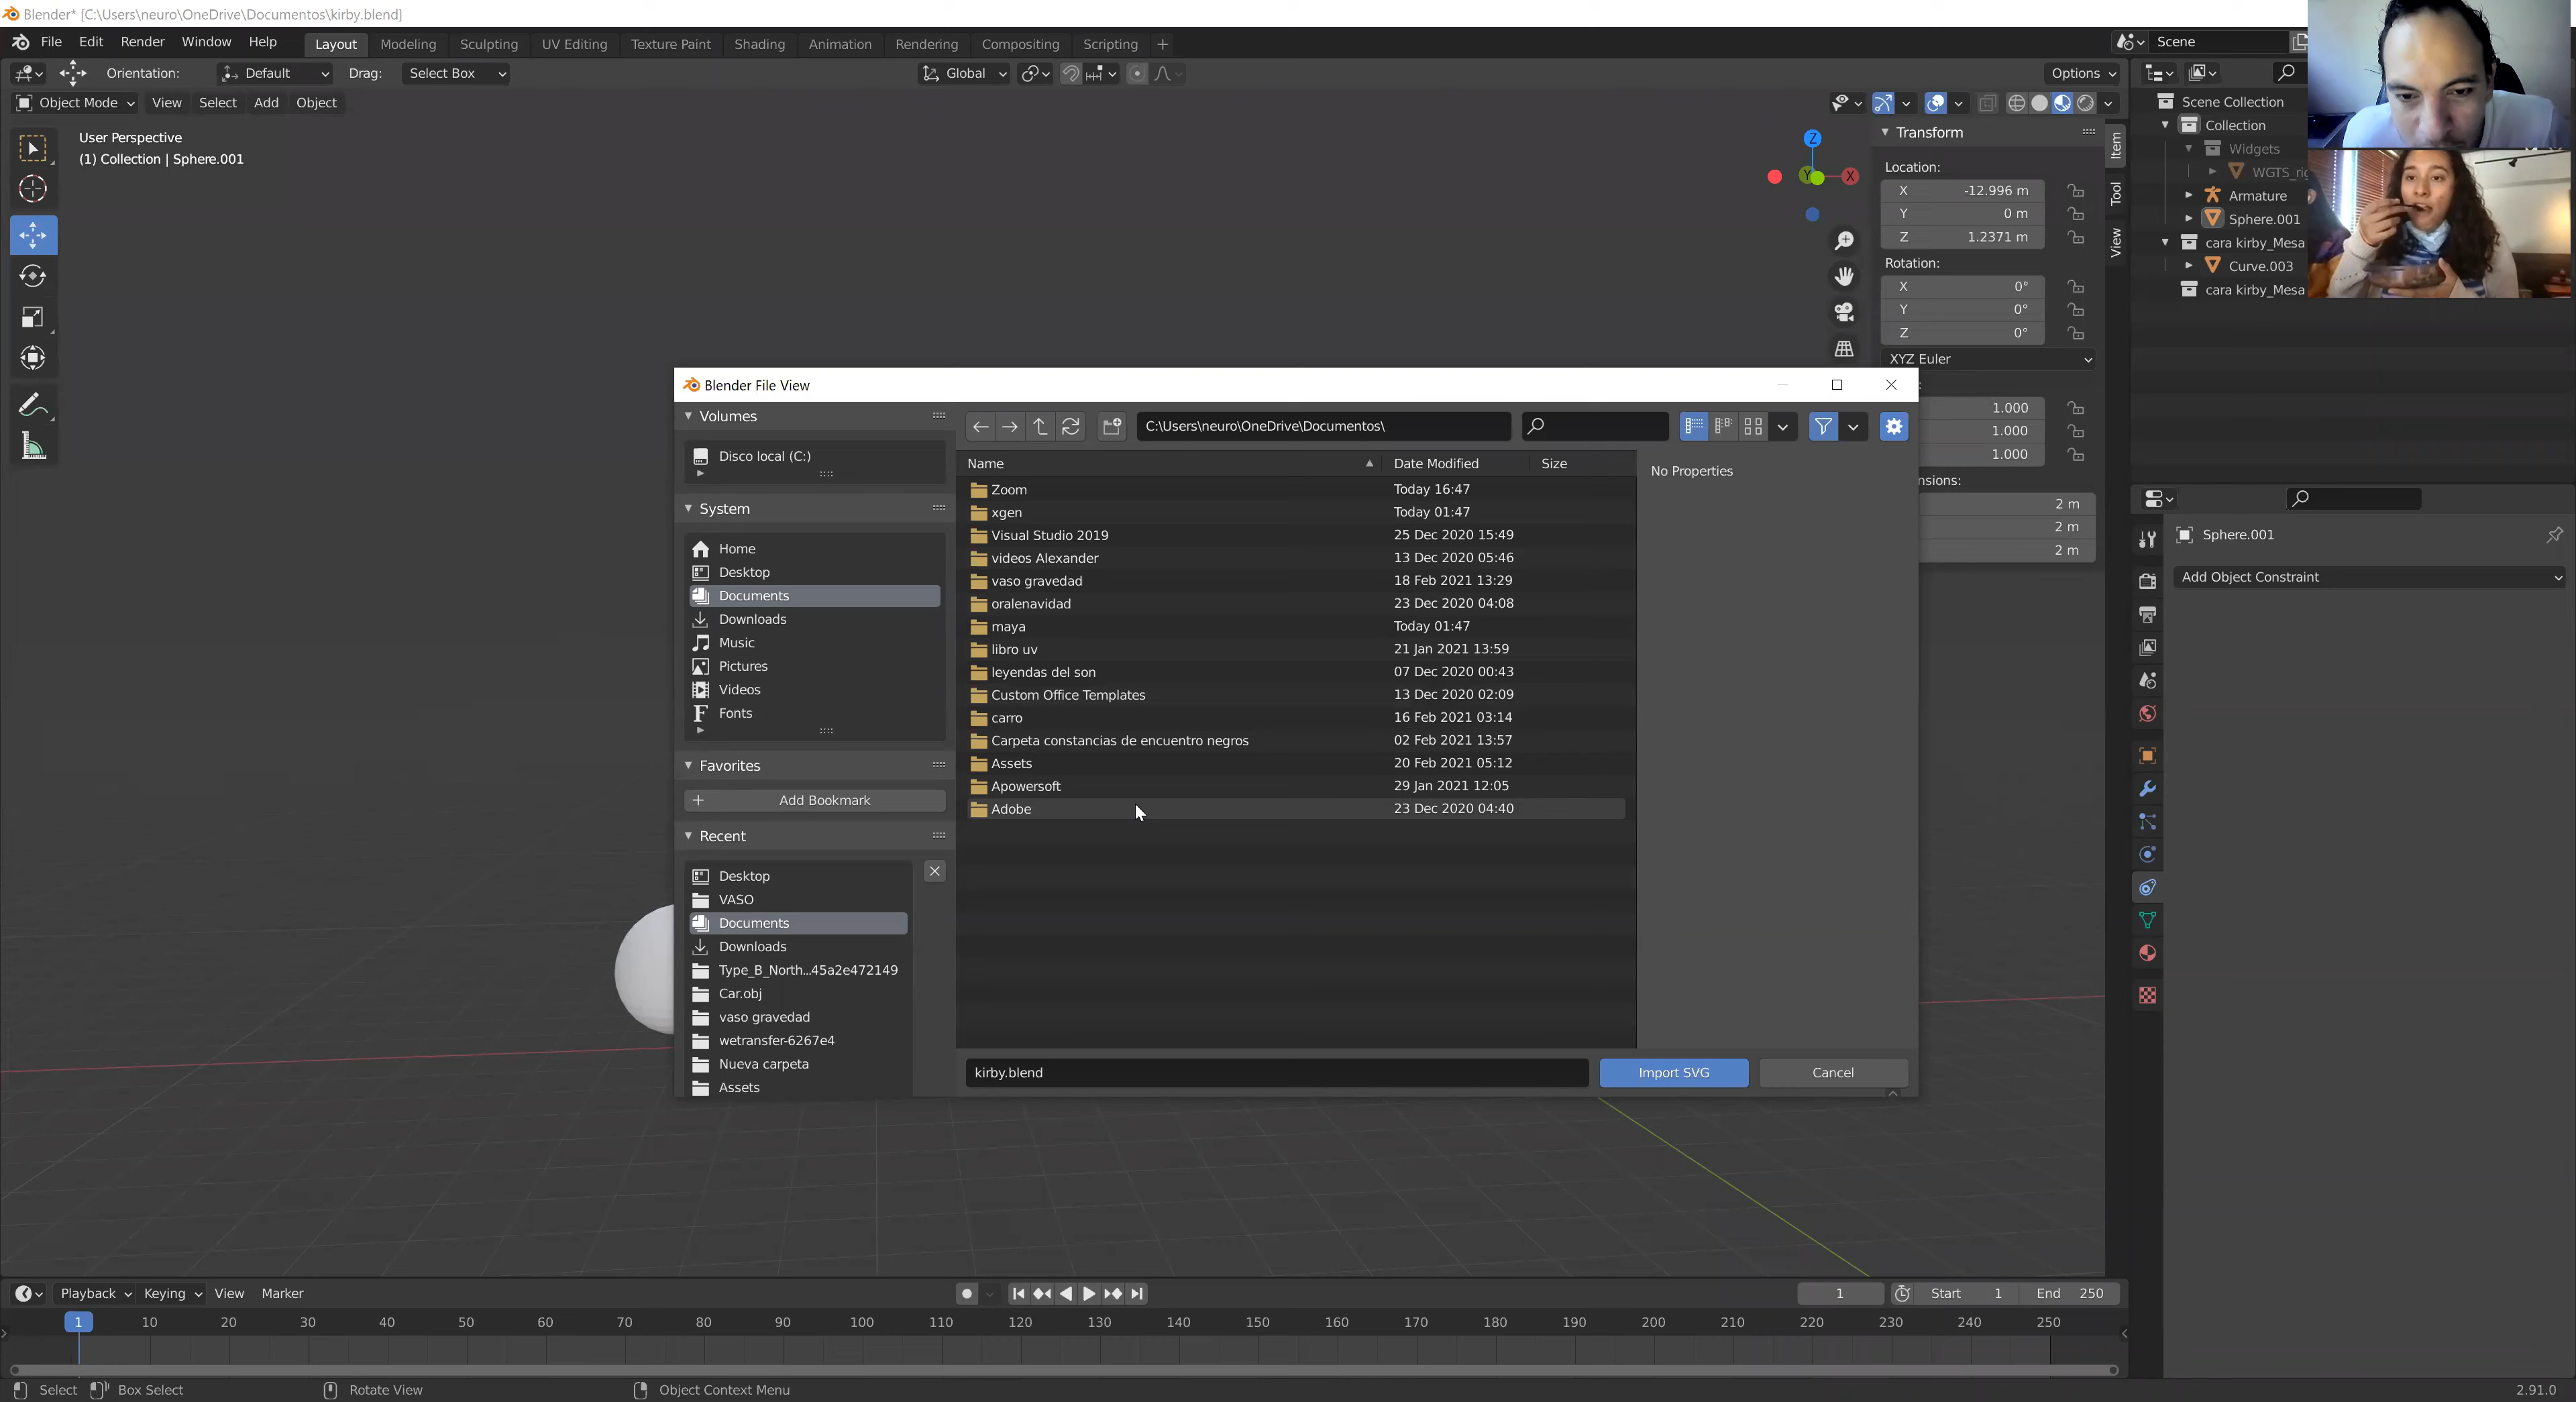 Blender* [C:\Users\neuro\OneDrive\Documentos\kirby.blend]
File Edit Render Window Help Layout Modeling Sculpting UV Editing Texture Paint Shading Animation Rendering Compositing Scripting + Scene
Orientation: Default Drag: Select Box Global Options
Object Mode View Select Add Object
User Perspective
(1) Collection | Sphere.001
Z
Y X
Transform
Location:
X -12.996 m
Y 0 m
Z 1.2371 m
Rotation:
X 0°
Y 0°
Z 0°
XYZ Euler
1.000
1.000
1.000
nsions:
2 m
2 m
2 m
Item
Tool
View
Scene Collection
Collection
Widgets
WGTS_rig
Armature
Sphere.001
cara kirby_Mesa
Curve.003
cara kirby_Mesa
Sphere.001
Add Object Constraint
Blender File View
Volumes
Disco local (C:)
System
Home
Desktop
Documents
Downloads
Music
Pictures
Videos
Fonts
Favorites
Add Bookmark
Recent
Desktop
VASO
Documents
Downloads
Type_B_North...45a2e472149
Car.obj
vaso gravedad
wetransfer-6267e4
Nueva carpeta
Assets
C:\Users\neuro\OneDrive\Documentos\
Name Date Modified Size
Zoom Today 16:47
xgen Today 01:47
Visual Studio 2019 25 Dec 2020 15:49
videos Alexander 13 Dec 2020 05:46
vaso gravedad 18 Feb 2021 13:29
oralenavidad 23 Dec 2020 04:08
maya Today 01:47
libro uv 21 Jan 2021 13:59
leyendas del son 07 Dec 2020 00:43
Custom Office Templates 13 Dec 2020 02:09
carro 16 Feb 2021 03:14
Carpeta constancias de encuentro negros 02 Feb 2021 13:57
Assets 20 Feb 2021 05:12
Apowersoft 29 Jan 2021 12:05
Adobe 23 Dec 2020 04:40
No Properties
kirby.blend Import SVG Cancel
Playback Keying View Marker 1 Start 1 End 250
1 10 20 30 40 50 60 70 80 90 100 110 120 130 140 150 160 170 180 190 200 210 220 230 240 250
Select Box Select Rotate View Object Context Menu 2.91.0